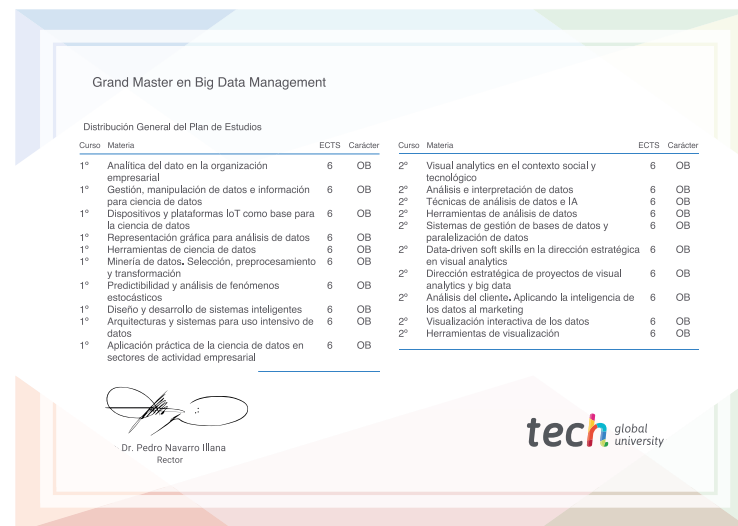 Grand Master en Big Data Management
Distribución General del Plan de Estudios
Curso Materia ECTS Carácter
1º Analítica del dato en la organización 6 OB
empresarial
1º Gestión, manipulación de datos e información 6 OB
para ciencia de datos
1º Dispositivos y plataformas IoT como base para 6 OB
la ciencia de datos
1º Representación gráfica para análisis de datos 6 OB
1º Herramientas de ciencia de datos 6 OB
1º Minería de datos. Selección, preprocesamiento 6 OB
y transformación
1º Predictibilidad y análisis de fenómenos 6 OB
estocásticos
1º Diseño y desarrollo de sistemas inteligentes 6 OB
1º Arquitecturas y sistemas para uso intensivo de 6 OB
datos
1º Aplicación práctica de la ciencia de datos en 6 OB
sectores de actividad empresarial
Curso Materia ECTS Carácter
2º Visual analytics en el contexto social y 6 OB
tecnológico
2º Análisis e interpretación de datos 6 OB
2º Técnicas de análisis de datos e IA 6 OB
2º Herramientas de análisis de datos 6 OB
2º Sistemas de gestión de bases de datos y 6 OB
paralelización de datos
2º Data-driven soft skills en la dirección estratégica 6 OB
en visual analytics
2º Dirección estratégica de proyectos de visual 6 OB
analytics y big data
2º Análisis del cliente. Aplicando la inteligencia de 6 OB
los datos al marketing
2º Visualización interactiva de los datos 6 OB
2º Herramientas de visualización 6 OB
Dr. Pedro Navarro Illana
Rector
tech global
university